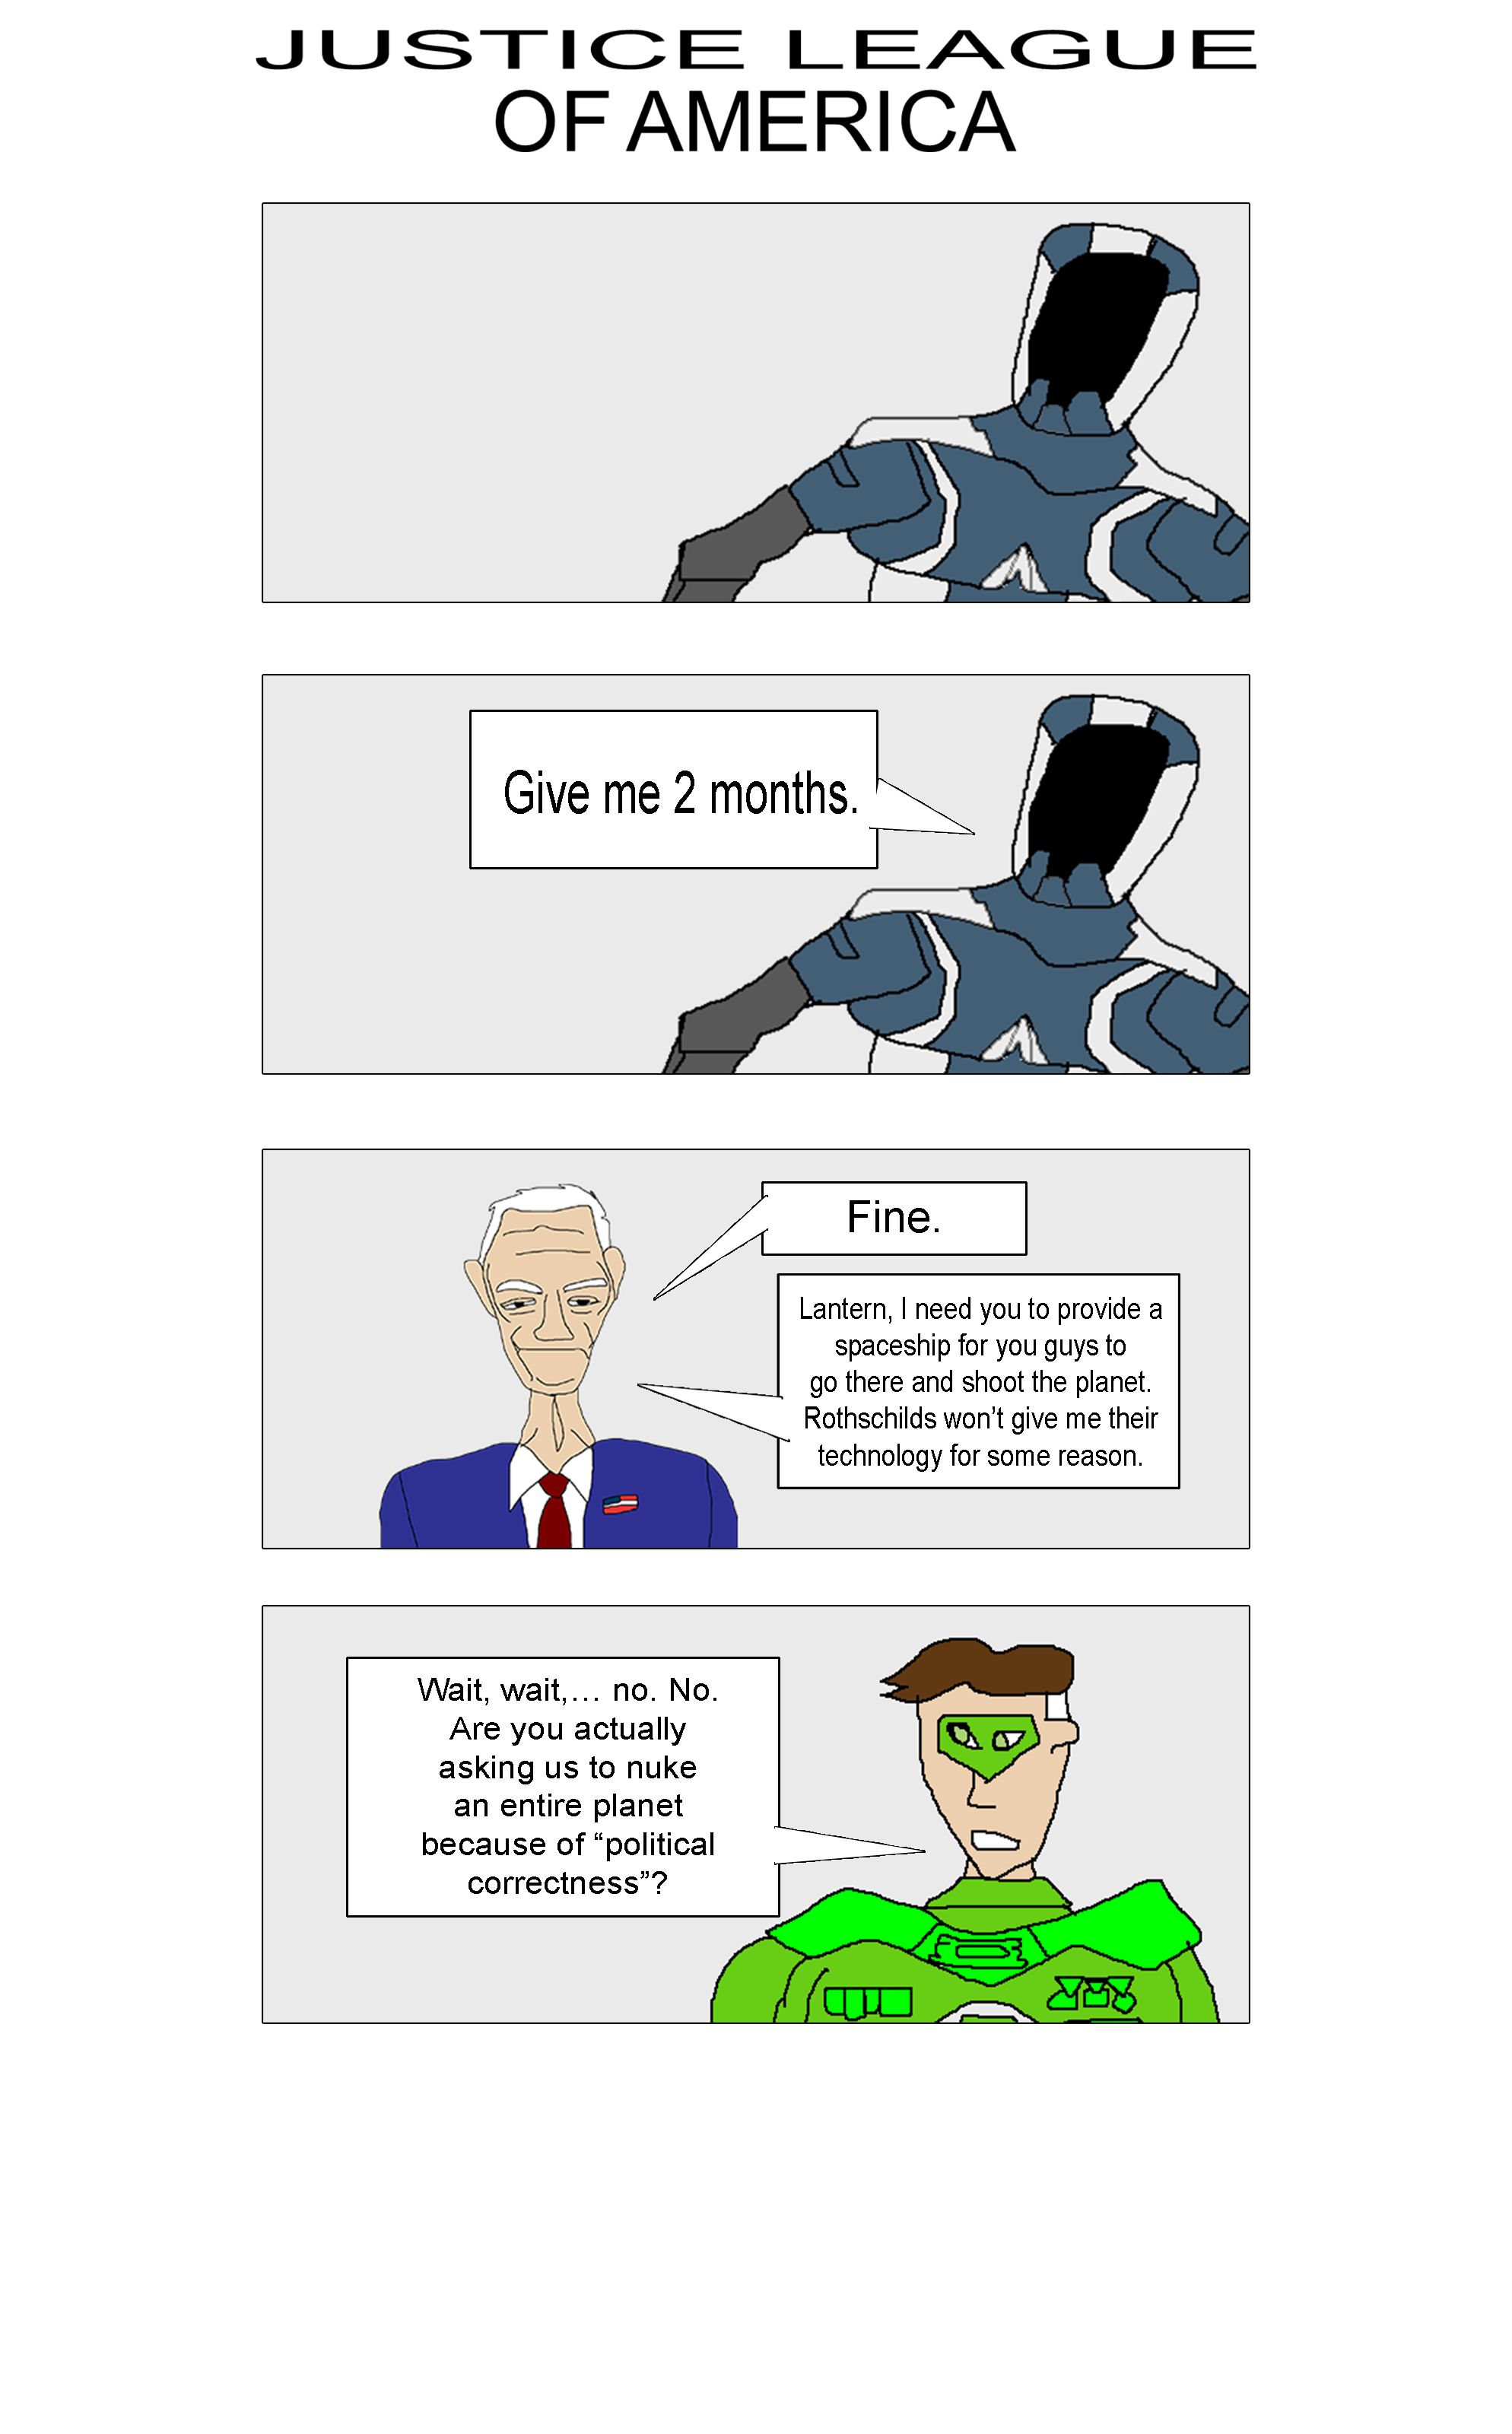 JUSTICE LEAGUE
OF AMERICA
Give me 2 months.
Fine.
Lantern, I need you to provide a
spaceship for you guys to
go there and shoot the planet.
Rothschilds won’t give me their
technology for some reason.
Wait, wait,… no. No.
Are you actually
asking us to nuke
an entire planet
because of “political
correctness”?